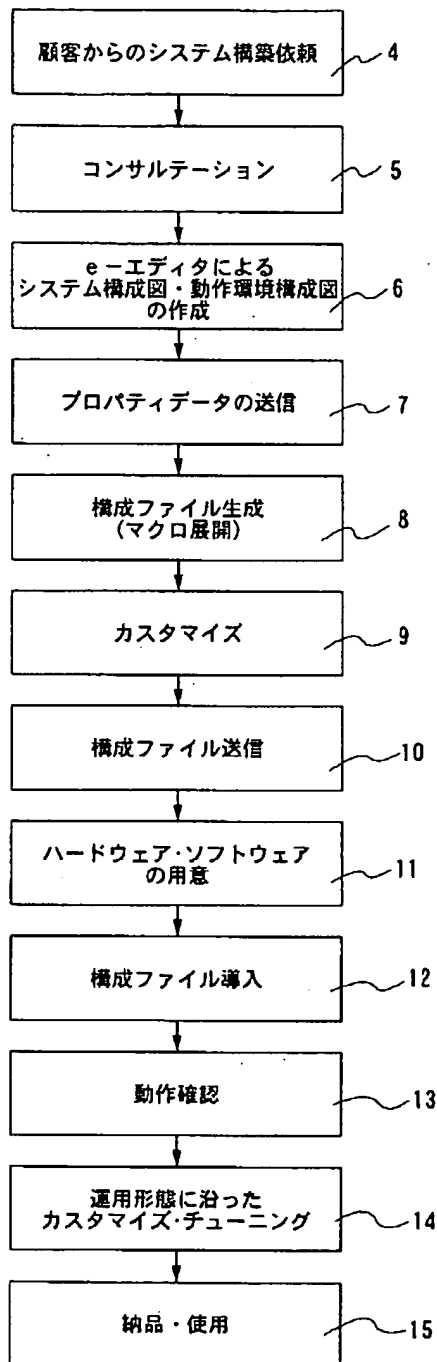 顧客からのシステム構築依頼
4
コンサルテーション
5
e－エディタによる
システム構成図・動作環境構成図
の作成
6
プロパティデータの送信
7
構成ファイル生成
(マクロ展開)
8
カスタマイズ
9
構成ファイル送信
10
ハードウェア・ソフトウェア
の用意
11
構成ファイル導入
12
動作確認
13
運用形態に沿った
カスタマイズ・チューニング
14
納品・使用
15